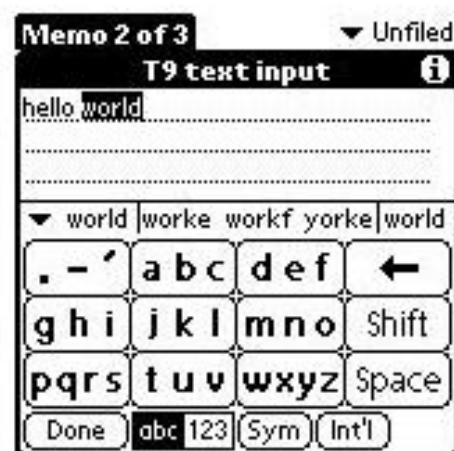 Memo 2 of 3 Unfiled
T9 text input i
hello world
world worke workf yorke world
. - ' a b c d e f ←
g h i j k l m n o Shift
p q r s t u v w x y z Space
Done abc 123 Sym Int'l